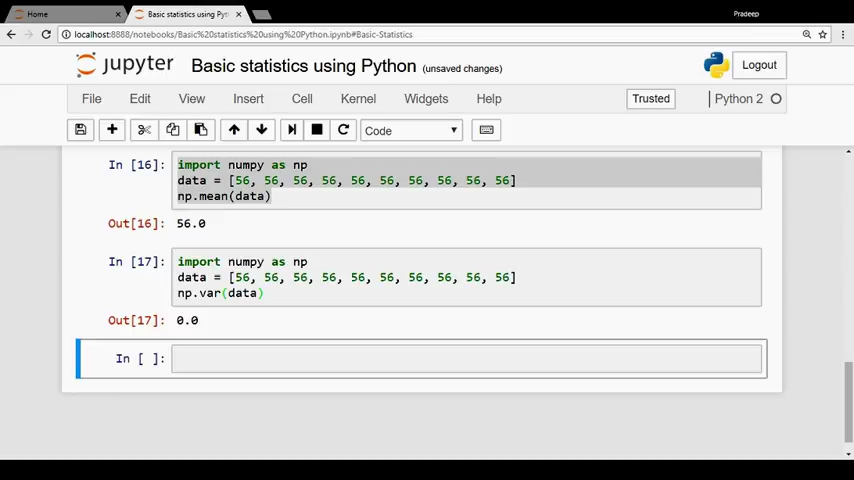 Home
Basic statistics using Pyt
Pradeep
localhost:8888/notebooks/Basic%20statistics%20using%20Python.ipynb#Basic-Statistics
jupyter
Basic statistics using Python (unsaved changes)
Logout
File Edit View Insert Cell Kernel Widgets Help
Trusted
Python 2
Code
In [16]:
import numpy as np
data = [56, 56, 56, 56, 56, 56, 56, 56, 56, 56]
np.mean(data)
Out[16]: 56.0
In [17]:
import numpy as np
data = [56, 56, 56, 56, 56, 56, 56, 56, 56, 56]
np.var(data)
Out[17]: 0.0
In [ ]: